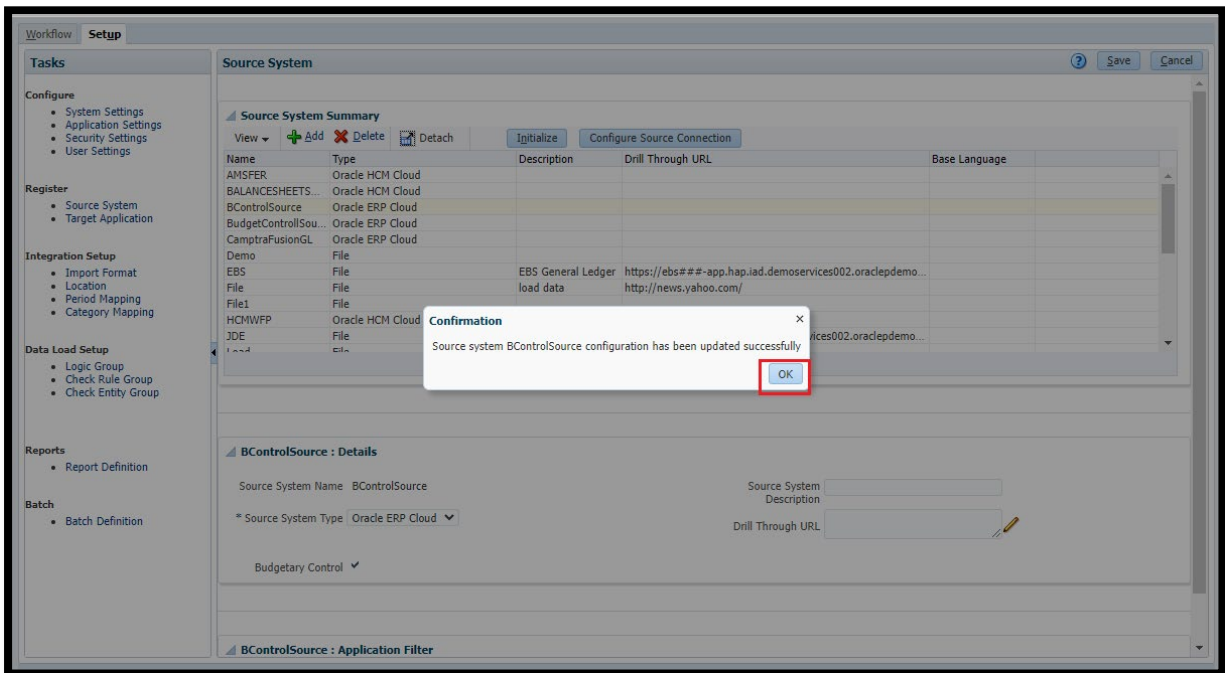 Workflow Setup
Tasks
Source System
? Save Cancel
Configure
System Settings
Application Settings
Security Settings
User Settings
Register
Source System
Target Application
Integration Setup
Import Format
Location
Period Mapping
Category Mapping
Data Load Setup
Logic Group
Check Rule Group
Check Entity Group
Reports
Report Definition
Batch
Batch Definition
Source System Summary
View Add Delete Detach Initialize Configure Source Connection
Name Type Description Drill Through URL Base Language
AMSFER Oracle HCM Cloud
BALANCESHEETS... Oracle HCM Cloud
BControlSource Oracle ERP Cloud
BudgetControllSou... Oracle ERP Cloud
CamptraFusionGL Oracle ERP Cloud
Demo File
EBS File EBS General Ledger https://ebs###-app.hap.iad.demoservices002.oraclepdemo...
File File load data http://news.yahoo.com/
File1 File
HCMWFP Oracle HCM Cloud
JDE File vices002.oraclepdemo...
Load File
Confirmation ×
Source system BControlSource configuration has been updated successfully
OK
BControlSource : Details
Source System Name BControlSource
Source System
Description
* Source System Type Oracle ERP Cloud
Drill Through URL
Budgetary Control
BControlSource : Application Filter